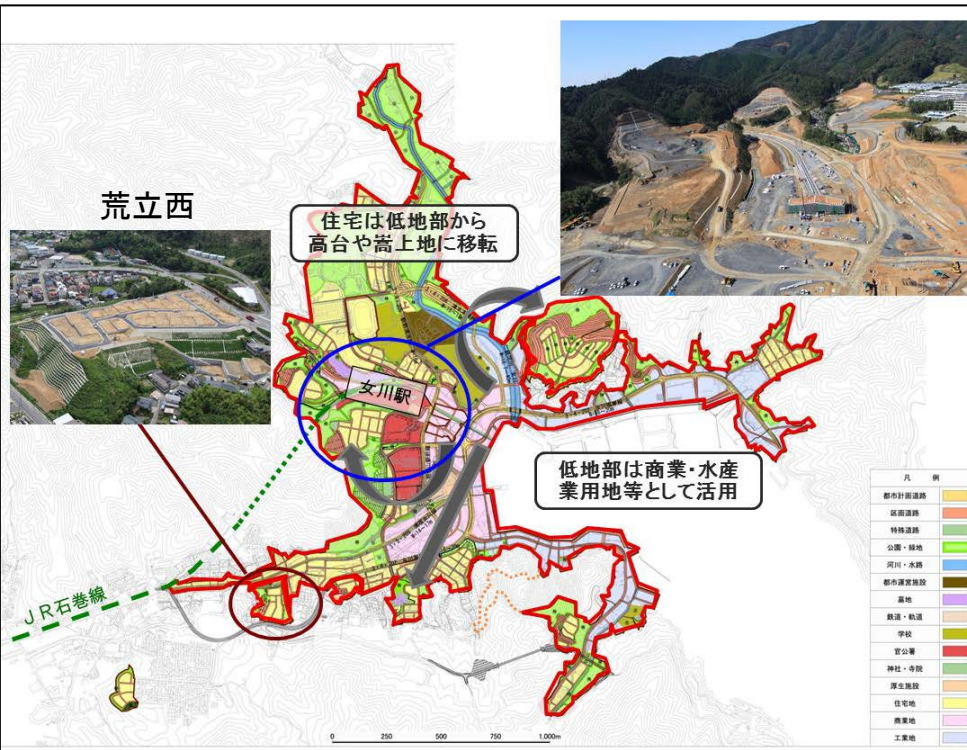 荒立西
住宅は低地部から
高台や嵩上地に移転
女川駅
低地部は商業・水産
業用地等として活用
JR石巻線
凡 例
都市計画道路
区画道路
特殊道路
公園・緑地
河川・水路
都市運営施設
墓地
鉄道・軌道
学校
官公署
神社・寺院
厚生施設
住宅地
商業地
工業地
0 250 500 750 1,000m